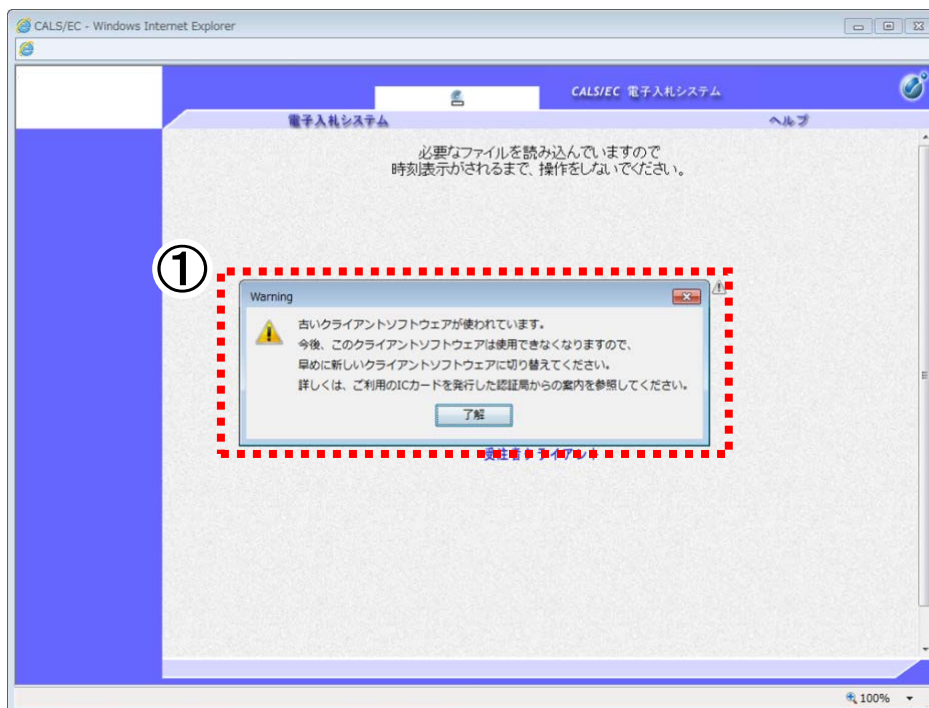 CALS/EC - Windows Internet Explorer
CALS/EC 電子入札システム
電子入札システム ヘルプ
必要なファイルを読み込んでいますので
時刻表示がされるまで、操作をしないでください。
①
Warning
古いクライアントソフトウェアが使われています。
今後、このクライアントソフトウェアは使用できなくなりますので、
早めに新しいクライアントソフトウェアに切り替えてください。
詳しくは、ご利用のICカードを発行した認証局からの案内を参照してください。
了解
受注者クライアント
100%